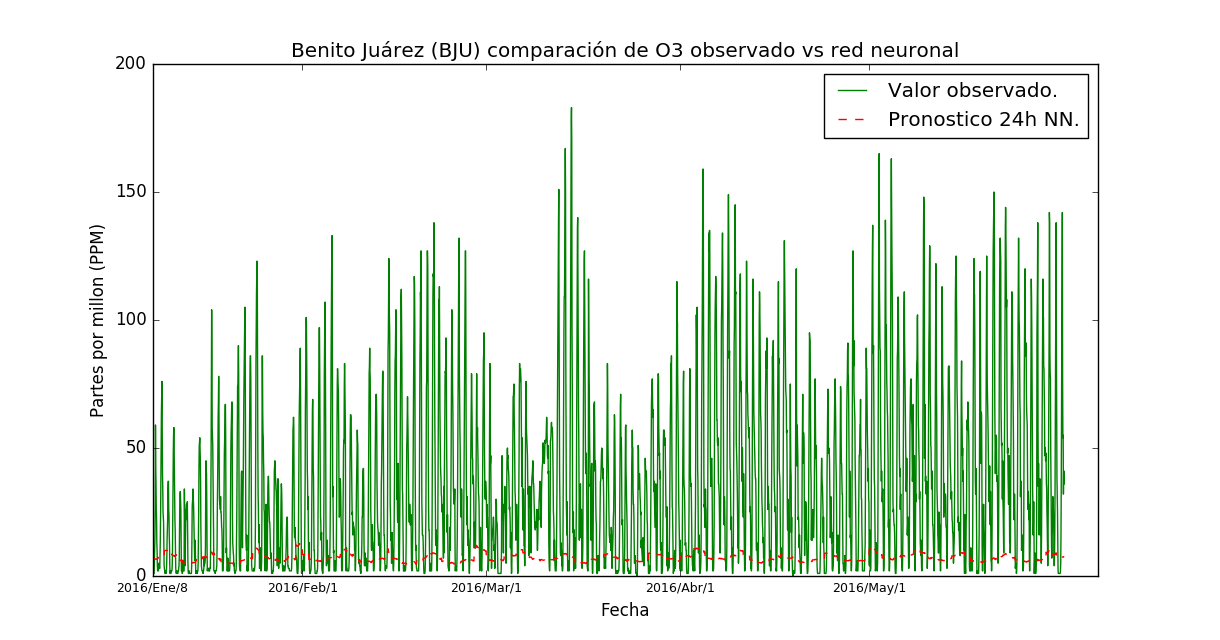 Benito Juárez (BJU) comparación de O3 observado vs red neuronal
Valor observado.
Pronostico 24h NN.
Partes por millon (PPM)
200
150
100
50
0
2016/Ene/8
2016/Feb/1
2016/Mar/1
2016/Abr/1
2016/May/1
Fecha